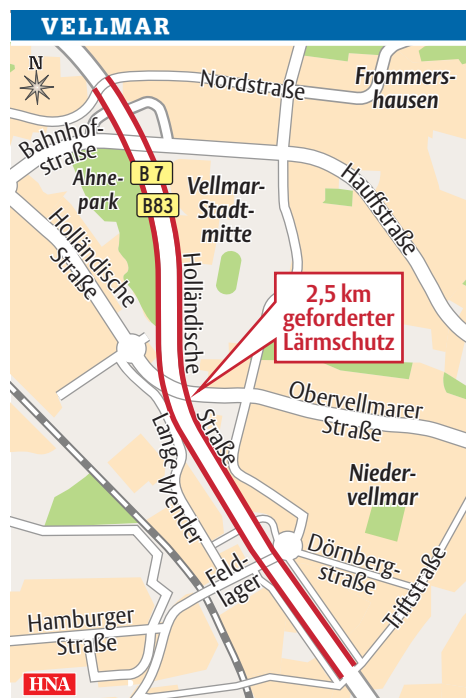 VELLMAR
N
Nordstraße
Frommers-
hausen
Bahnhof-
straße
Ahne-
park
B 7
B83
Vellmar-
Stadt-
mitte
Hauffstraße
Holländische
Straße
Holländische
Straße
2,5 km
geforderter
Lärmschutz
Obervellmarer
Straße
Lange Wender
Nieder-
vellmar
Feld-
lager
Dörnberg-
straße
Triftstraße
Hamburger
Straße
HNA